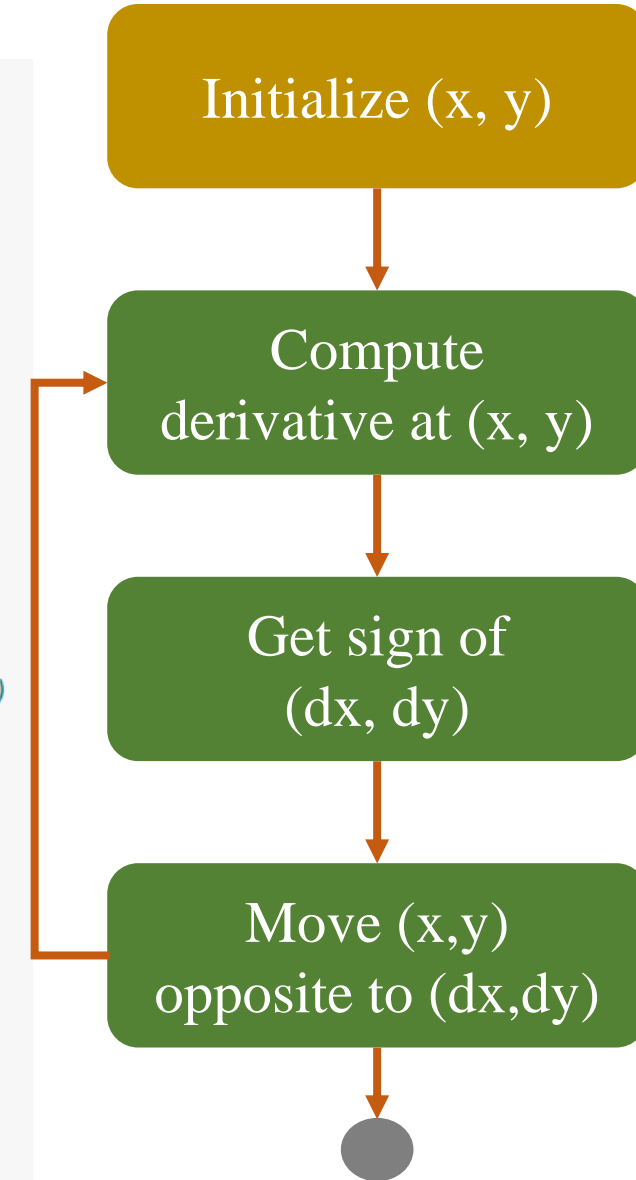 Initialize (x, y)
Compute
derivative at (x, y)
Get sign of
(dx, dy)
)
Move (x,y)
opposite to (dx,dy)